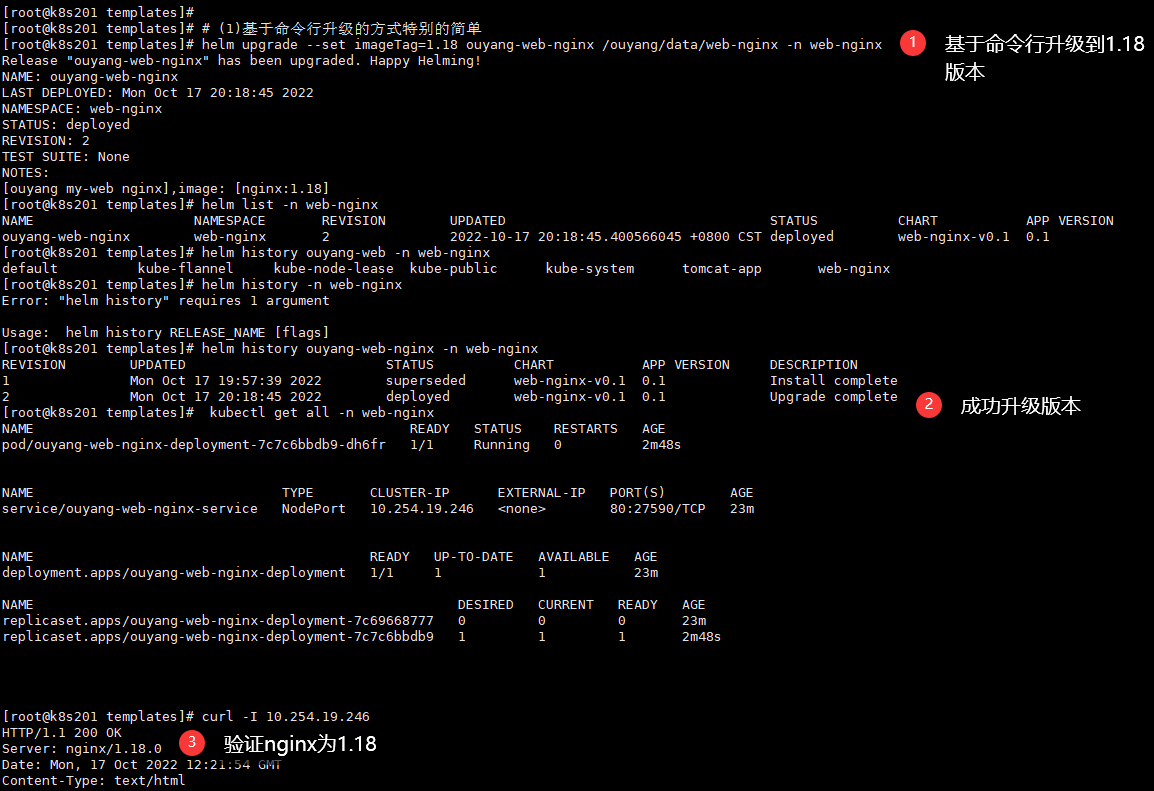 [root@k8s201 templates]#
[root@k8s201 templates]# # (1)基于命令行升级的方式特别的简单
[root@k8s201 templates]# helm upgrade --set imageTag=1.18 ouyang-web-nginx /ouyang/data/web-nginx -n web-nginx
1 基于命令行升级到1.18
版本
Release "ouyang-web-nginx" has been upgraded. Happy Helming!
NAME: ouyang-web-nginx
LAST DEPLOYED: Mon Oct 17 20:18:45 2022
NAMESPACE: web-nginx
STATUS: deployed
REVISION: 2
TEST SUITE: None
NOTES:
[ouyang my-web nginx],image: [nginx:1.18]
[root@k8s201 templates]# helm list -n web-nginx
NAME NAMESPACE REVISION UPDATED STATUS CHART APP VERSION
ouyang-web-nginx web-nginx 2 2022-10-17 20:18:45.400566045 +0800 CST deployed web-nginx-v0.1 0.1
[root@k8s201 templates]# helm history ouyang-web -n web-nginx
default kube-flannel kube-node-lease kube-public kube-system tomcat-app web-nginx
[root@k8s201 templates]# helm history -n web-nginx
Error: "helm history" requires 1 argument
Usage:  helm history RELEASE_NAME [flags]
[root@k8s201 templates]# helm history ouyang-web-nginx -n web-nginx
REVISION UPDATED STATUS CHART APP VERSION DESCRIPTION
1 Mon Oct 17 19:57:39 2022 superseded web-nginx-v0.1 0.1 Install complete
2 Mon Oct 17 20:18:45 2022 deployed web-nginx-v0.1 0.1 Upgrade complete
2 成功升级版本
[root@k8s201 templates]#  kubectl get all -n web-nginx
NAME READY STATUS RESTARTS AGE
pod/ouyang-web-nginx-deployment-7c7c6bbdb9-dh6fr 1/1 Running 0 2m48s
NAME TYPE CLUSTER-IP EXTERNAL-IP PORT(S) AGE
service/ouyang-web-nginx-service NodePort 10.254.19.246 <none> 80:27590/TCP 23m
NAME READY UP-TO-DATE AVAILABLE AGE
deployment.apps/ouyang-web-nginx-deployment 1/1 1 1 23m
NAME DESIRED CURRENT READY AGE
replicaset.apps/ouyang-web-nginx-deployment-7c69668777 0 0 0 23m
replicaset.apps/ouyang-web-nginx-deployment-7c7c6bbdb9 1 1 1 2m48s
[root@k8s201 templates]# curl -I 10.254.19.246
HTTP/1.1 200 OK
Server: nginx/1.18.0
3 验证nginx为1.18
Date: Mon, 17 Oct 2022 12:21:54 GMT
Content-Type: text/html